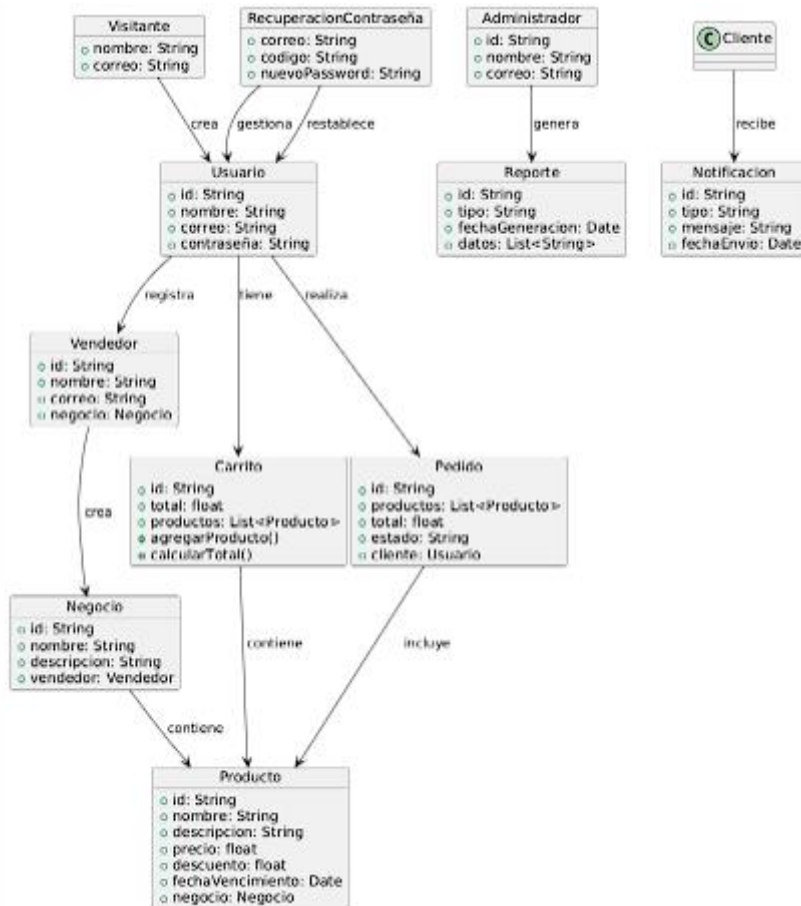 Visitante
nombre: String
correo: String
RecuperacionContraseña
correo: String
codigo: String
nuevoPassword: String
Administrador
id: String
nombre: String
correo: String
C Cliente
crea
gestiona
restablece
genera
recibe
Usuario
id: String
nombre: String
correo: String
contraseña: String
Reporte
id: String
tipo: String
fechaGeneracion: Date
datos: List<String>
Notificacion
id: String
tipo: String
mensaje: String
fechaEnvio: Date
registra
tiene
realiza
Vendedor
id: String
nombre: String
correo: String
negocio: Negocio
Carrito
id: String
total: float
productos: List<Producto>
agregarProducto()
calcularTotal()
Pedido
id: String
productos: List<Producto>
total: float
estado: String
cliente: Usuario
crea
Negocio
id: String
nombre: String
descripcion: String
vendedor: Vendedor
contiene
incluye
contiene
Producto
id: String
nombre: String
descripcion: String
precio: float
descuento: float
fechaVencimiento: Date
negocio: Negocio